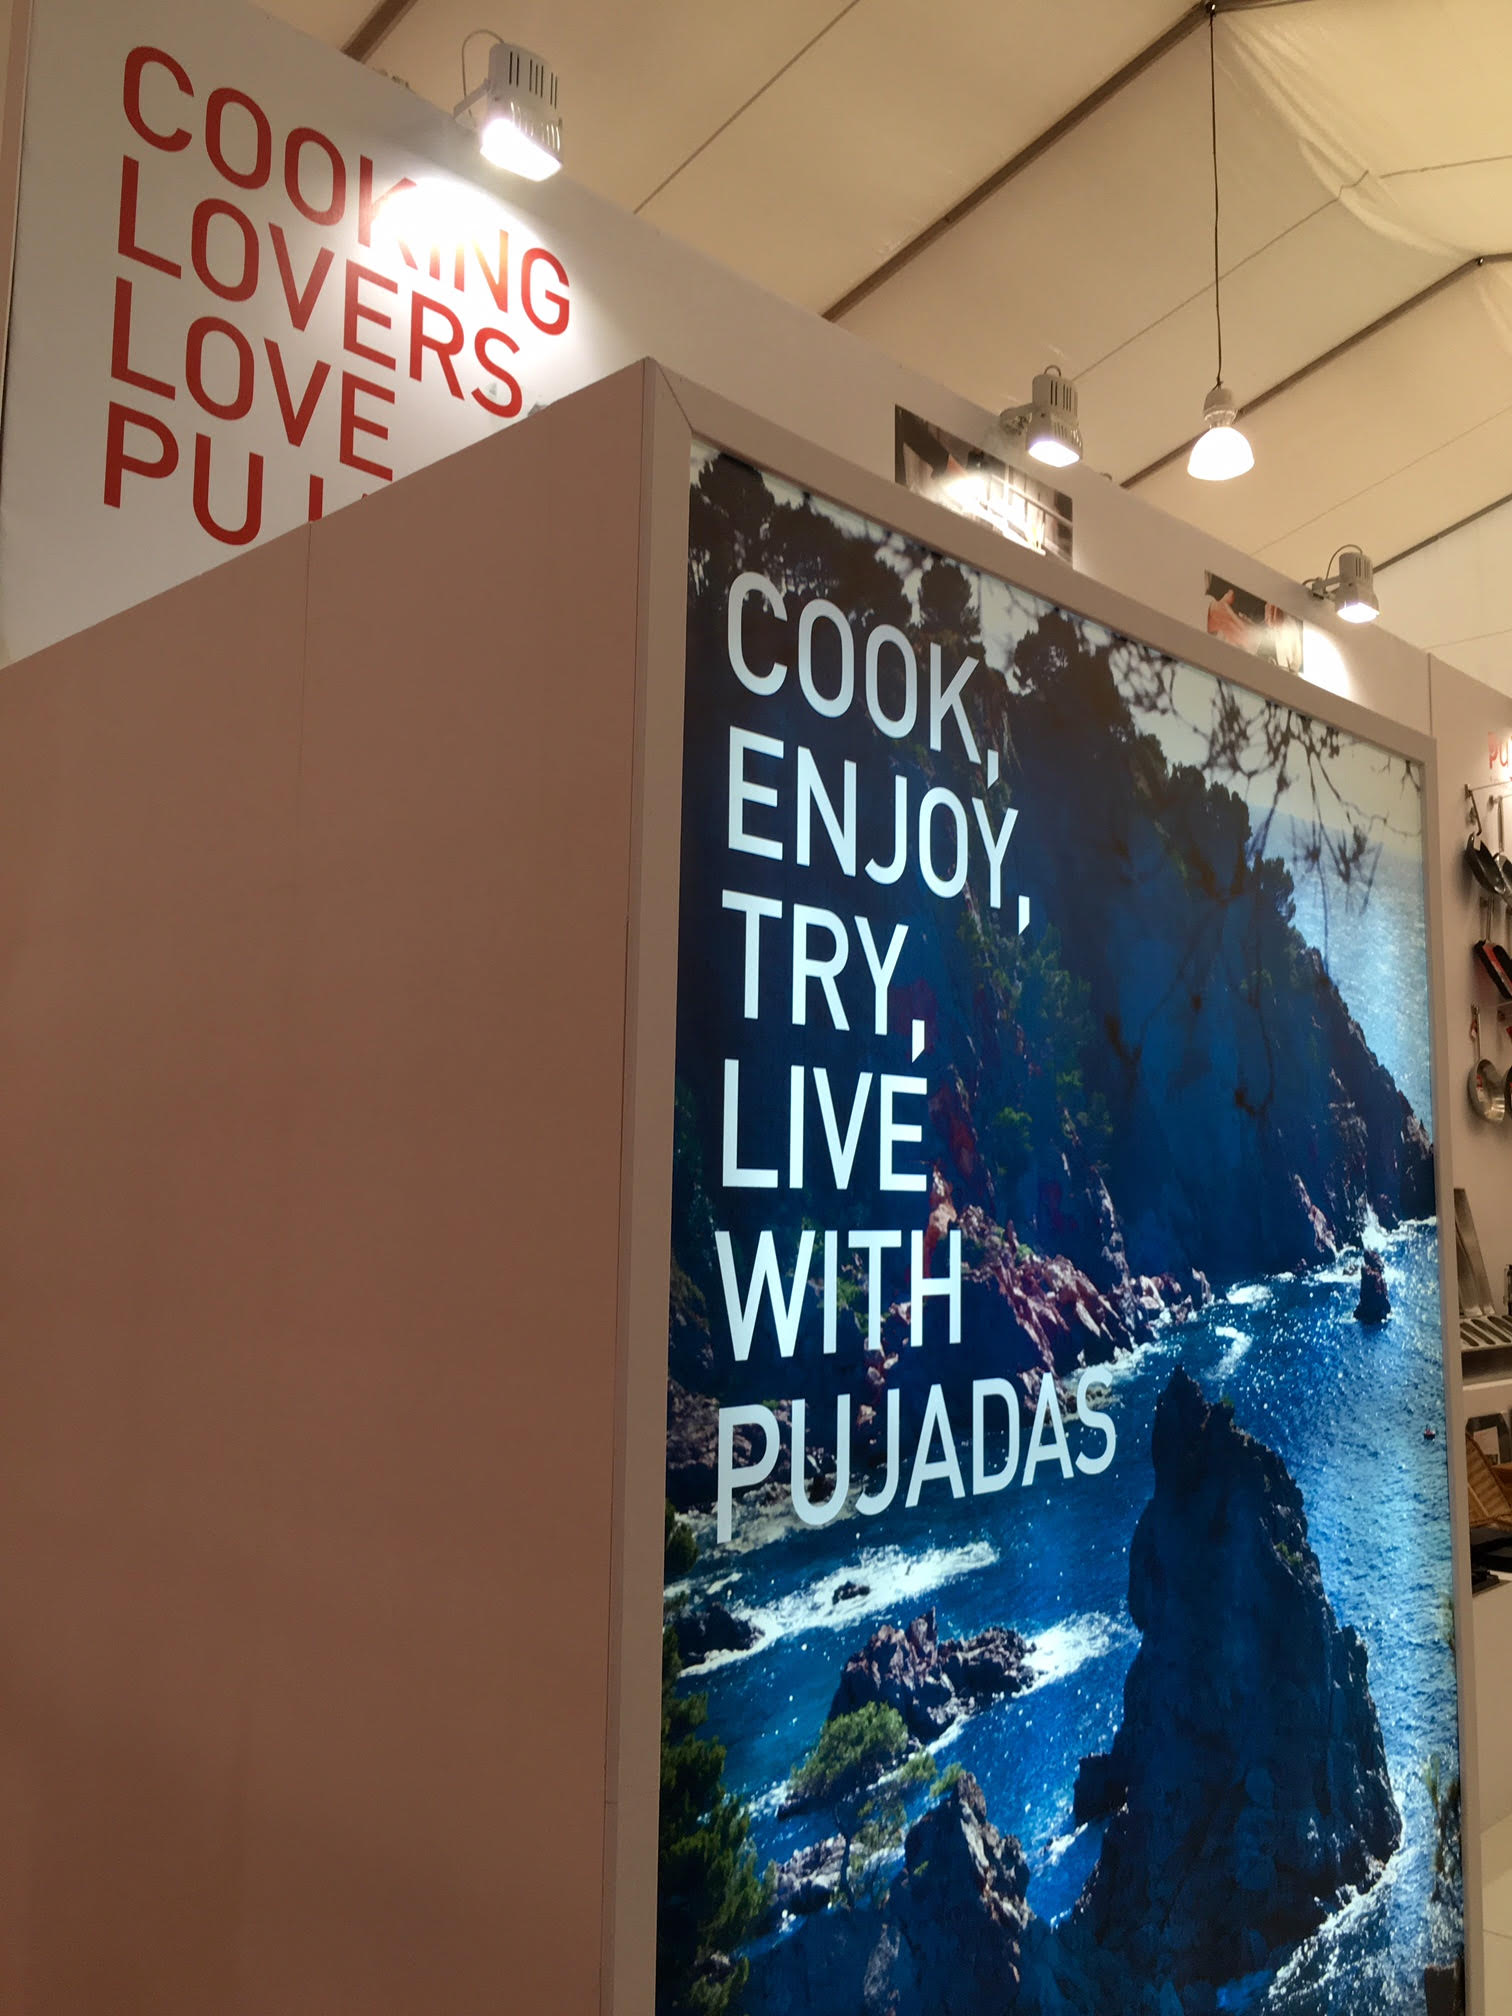 COOKING
LOVERS
LOVE
COOK,
ENJOY,
TRY,
LIVE
WITH
PUJADAS